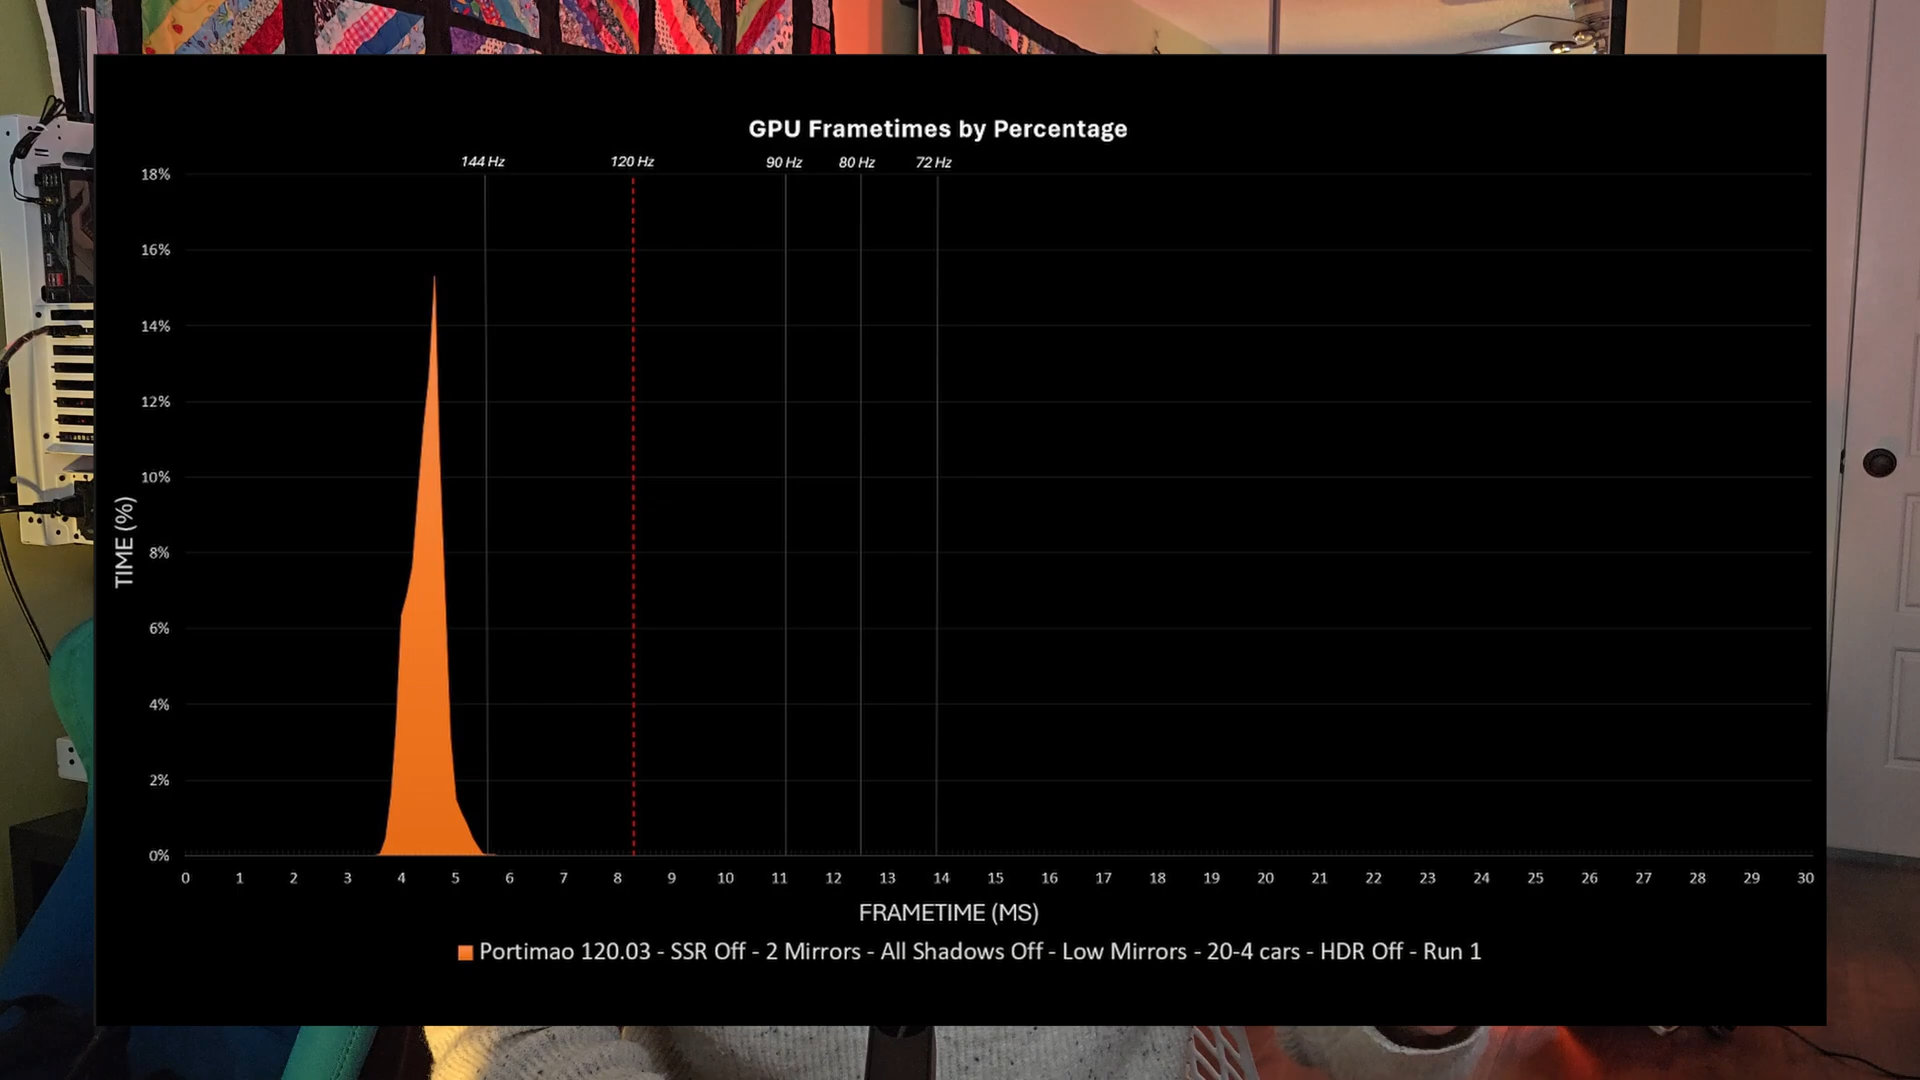 GPU Frametimes by Percentage
144 Hz 120 Hz 90 Hz 80 Hz 72 Hz
18%
16%
14%
12%
10%
8%
6%
4%
2%
0%
TIME (%)
0 1 2 3 4 5 6 7 8 9 10 11 12 13 14 15 16 17 18 19 20 21 22 23 24 25 26 27 28 29 30
FRAMETIME (MS)
Portimao 120.03 - SSR Off - 2 Mirrors - All Shadows Off - Low Mirrors - 20-4 cars - HDR Off - Run 1